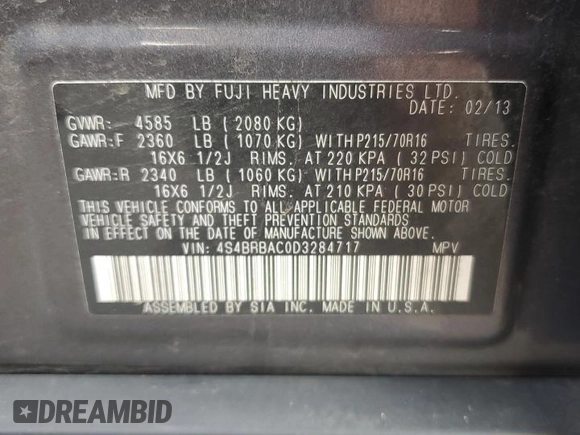 MFD BY FUJI HEAVY INDUSTRIES LTD.
DATE: 02/13
GVWR: 4585 LB ( 2080 KG)
GAWR:F 2360 LB ( 1070 KG) WITH P215/70R16 TIRES.
16X6 1/2J RIMS. AT 220 KPA ( 32 PSI) COLD
GAWR:R 2340 LB ( 1060 KG) WITH P215/70R16 TIRES.
16X6 1/2J RIMS. AT 210 KPA ( 30 PSI) COLD
THIS VEHICLE CONFORMS TO ALL APPLICABLE FEDERAL MOTOR
VEHICLE SAFETY AND THEFT PREVENTION STANDARDS
IN EFFECT ON THE DATE OF MANUFACTURE SHOWN ABOVE.
VIN: 4S4BRBAC0D3284717 MPV
ASSEMBLED BY SIA INC. MADE IN U.S.A.
DREAMBID